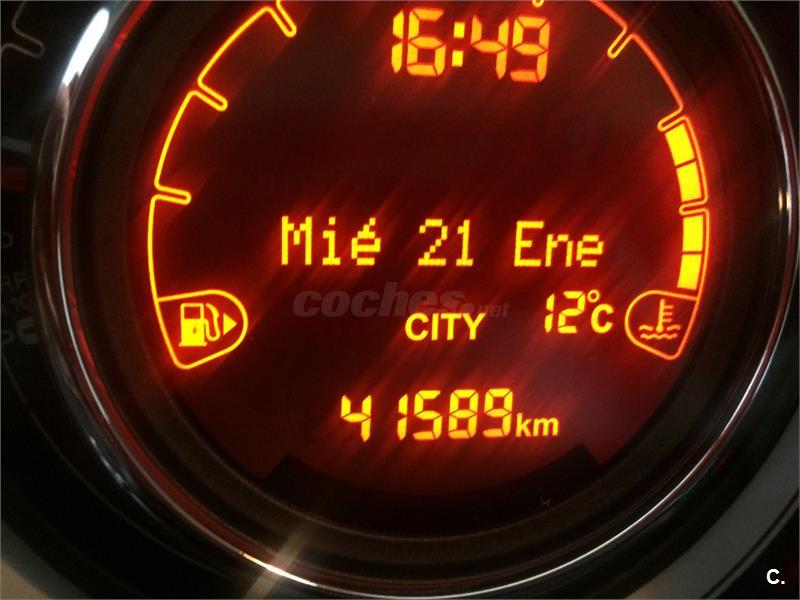 16:49
Mié 21 Ene
coches.net
CITY 12°C
41589km
C.